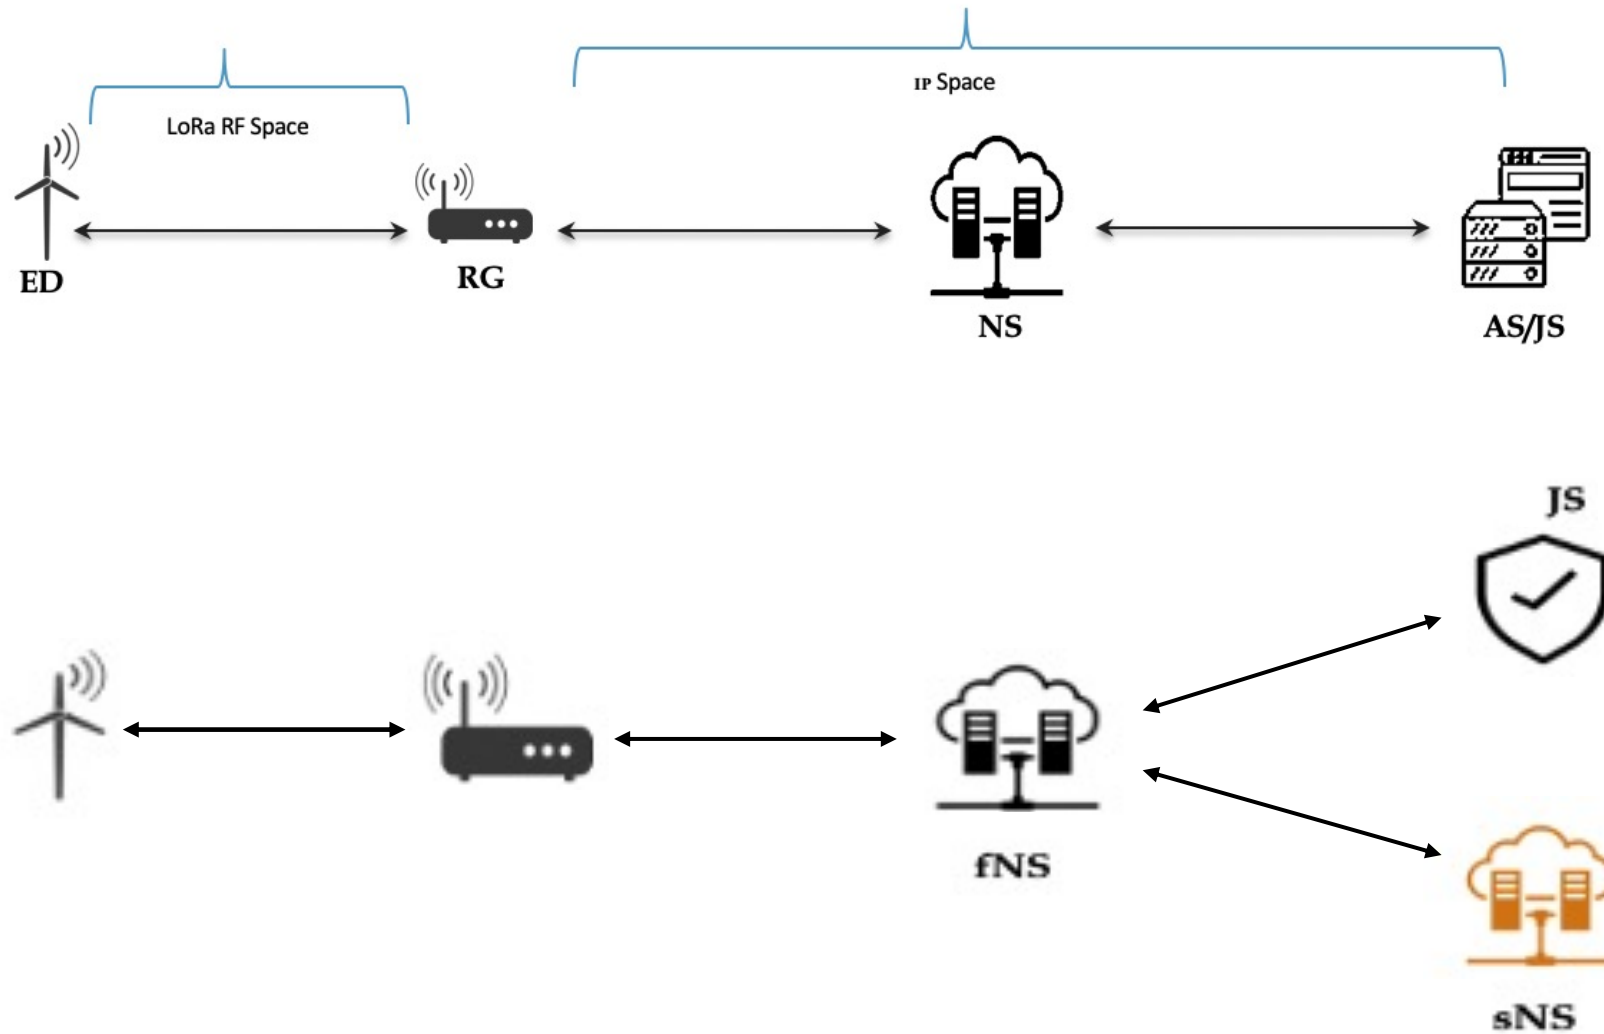 IP Space
LoRa RF Space
ED
RG
NS
AS/JS
JS
fNS
sNS